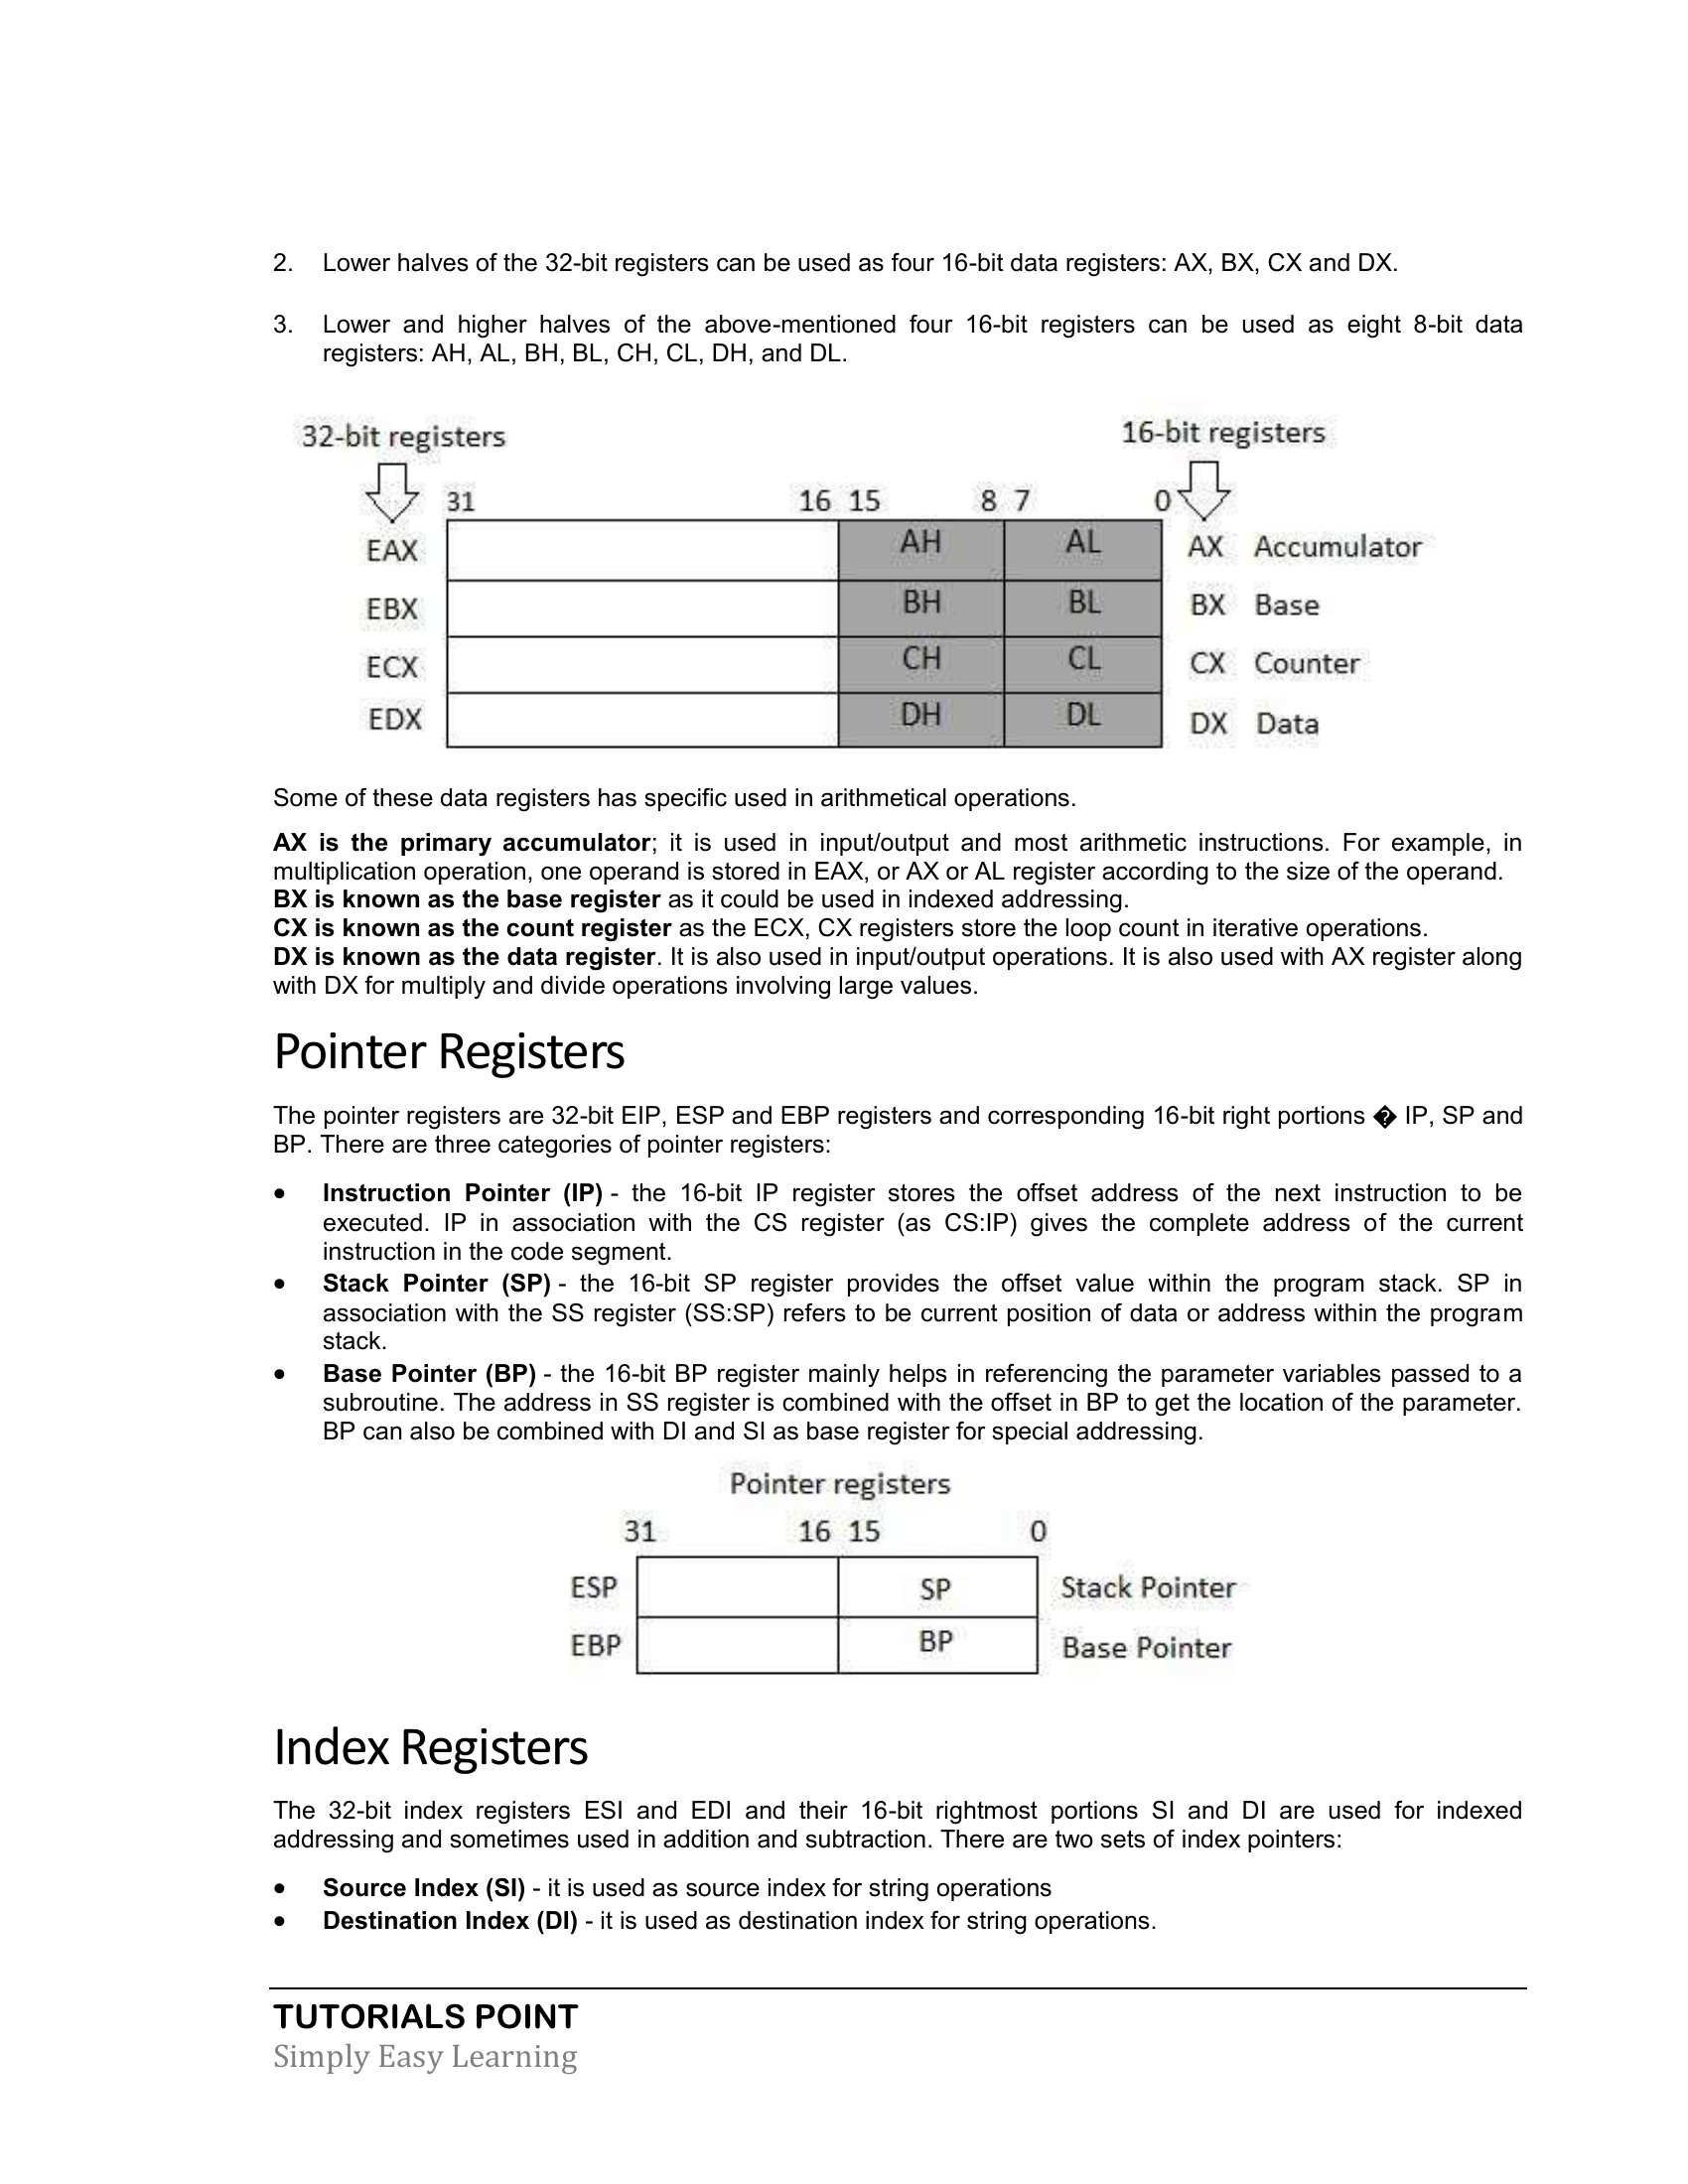 2. Lower halves of the 32-bit registers can be used as four 16-bit data registers: AX, BX, CX and DX.
3. Lower and higher halves of the above-mentioned four 16-bit registers can be used as eight 8-bit data
registers: AH, AL, BH, BL, CH, CL, DH, and DL.
32-bit registers 16-bit registers
31 16 15 8 7 0
EAX AH AL AX Accumulator
EBX BH BL BX Base
ECX CH CL CX Counter
EDX DH DL DX Data
Some of these data registers has specific used in arithmetical operations.
AX is the primary accumulator; it is used in input/output and most arithmetic instructions. For example, in
multiplication operation, one operand is stored in EAX, or AX or AL register according to the size of the operand.
BX is known as the base register as it could be used in indexed addressing.
CX is known as the count register as the ECX, CX registers store the loop count in iterative operations.
DX is known as the data register. It is also used in input/output operations. It is also used with AX register along
with DX for multiply and divide operations involving large values.
Pointer Registers
The pointer registers are 32-bit EIP, ESP and EBP registers and corresponding 16-bit right portions � IP, SP and
BP. There are three categories of pointer registers:
• Instruction Pointer (IP) - the 16-bit IP register stores the offset address of the next instruction to be
executed. IP in association with the CS register (as CS:IP) gives the complete address of the current
instruction in the code segment.
• Stack Pointer (SP) - the 16-bit SP register provides the offset value within the program stack. SP in
association with the SS register (SS:SP) refers to be current position of data or address within the program
stack.
• Base Pointer (BP) - the 16-bit BP register mainly helps in referencing the parameter variables passed to a
subroutine. The address in SS register is combined with the offset in BP to get the location of the parameter.
BP can also be combined with DI and SI as base register for special addressing.
Pointer registers
31 16 15 0
ESP SP Stack Pointer
EBP BP Base Pointer
Index Registers
The 32-bit index registers ESI and EDI and their 16-bit rightmost portions SI and DI are used for indexed
addressing and sometimes used in addition and subtraction. There are two sets of index pointers:
• Source Index (SI) - it is used as source index for string operations
• Destination Index (DI) - it is used as destination index for string operations.
TUTORIALS POINT
Simply Easy Learning